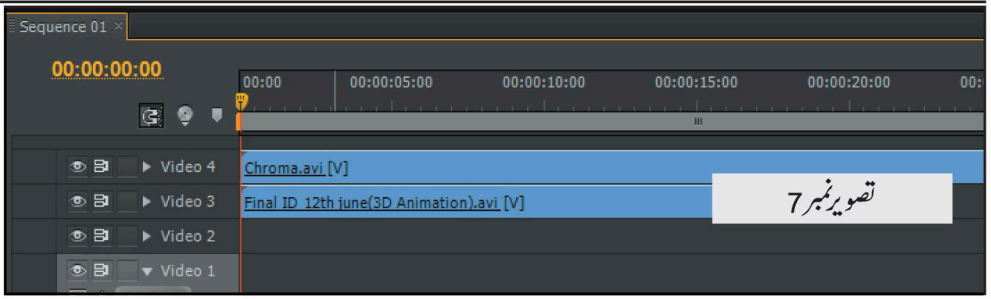 Sequence 01 ×
00:00:00:00
00:00 00:00:05:00 00:00:10:00 00:00:15:00 00:00:20:00 00:
Video 4 Chroma.avi [V]
Video 3 Final ID 12th june(3D Animation).avi [V]
تصویر نمبر 7
Video 2
Video 1